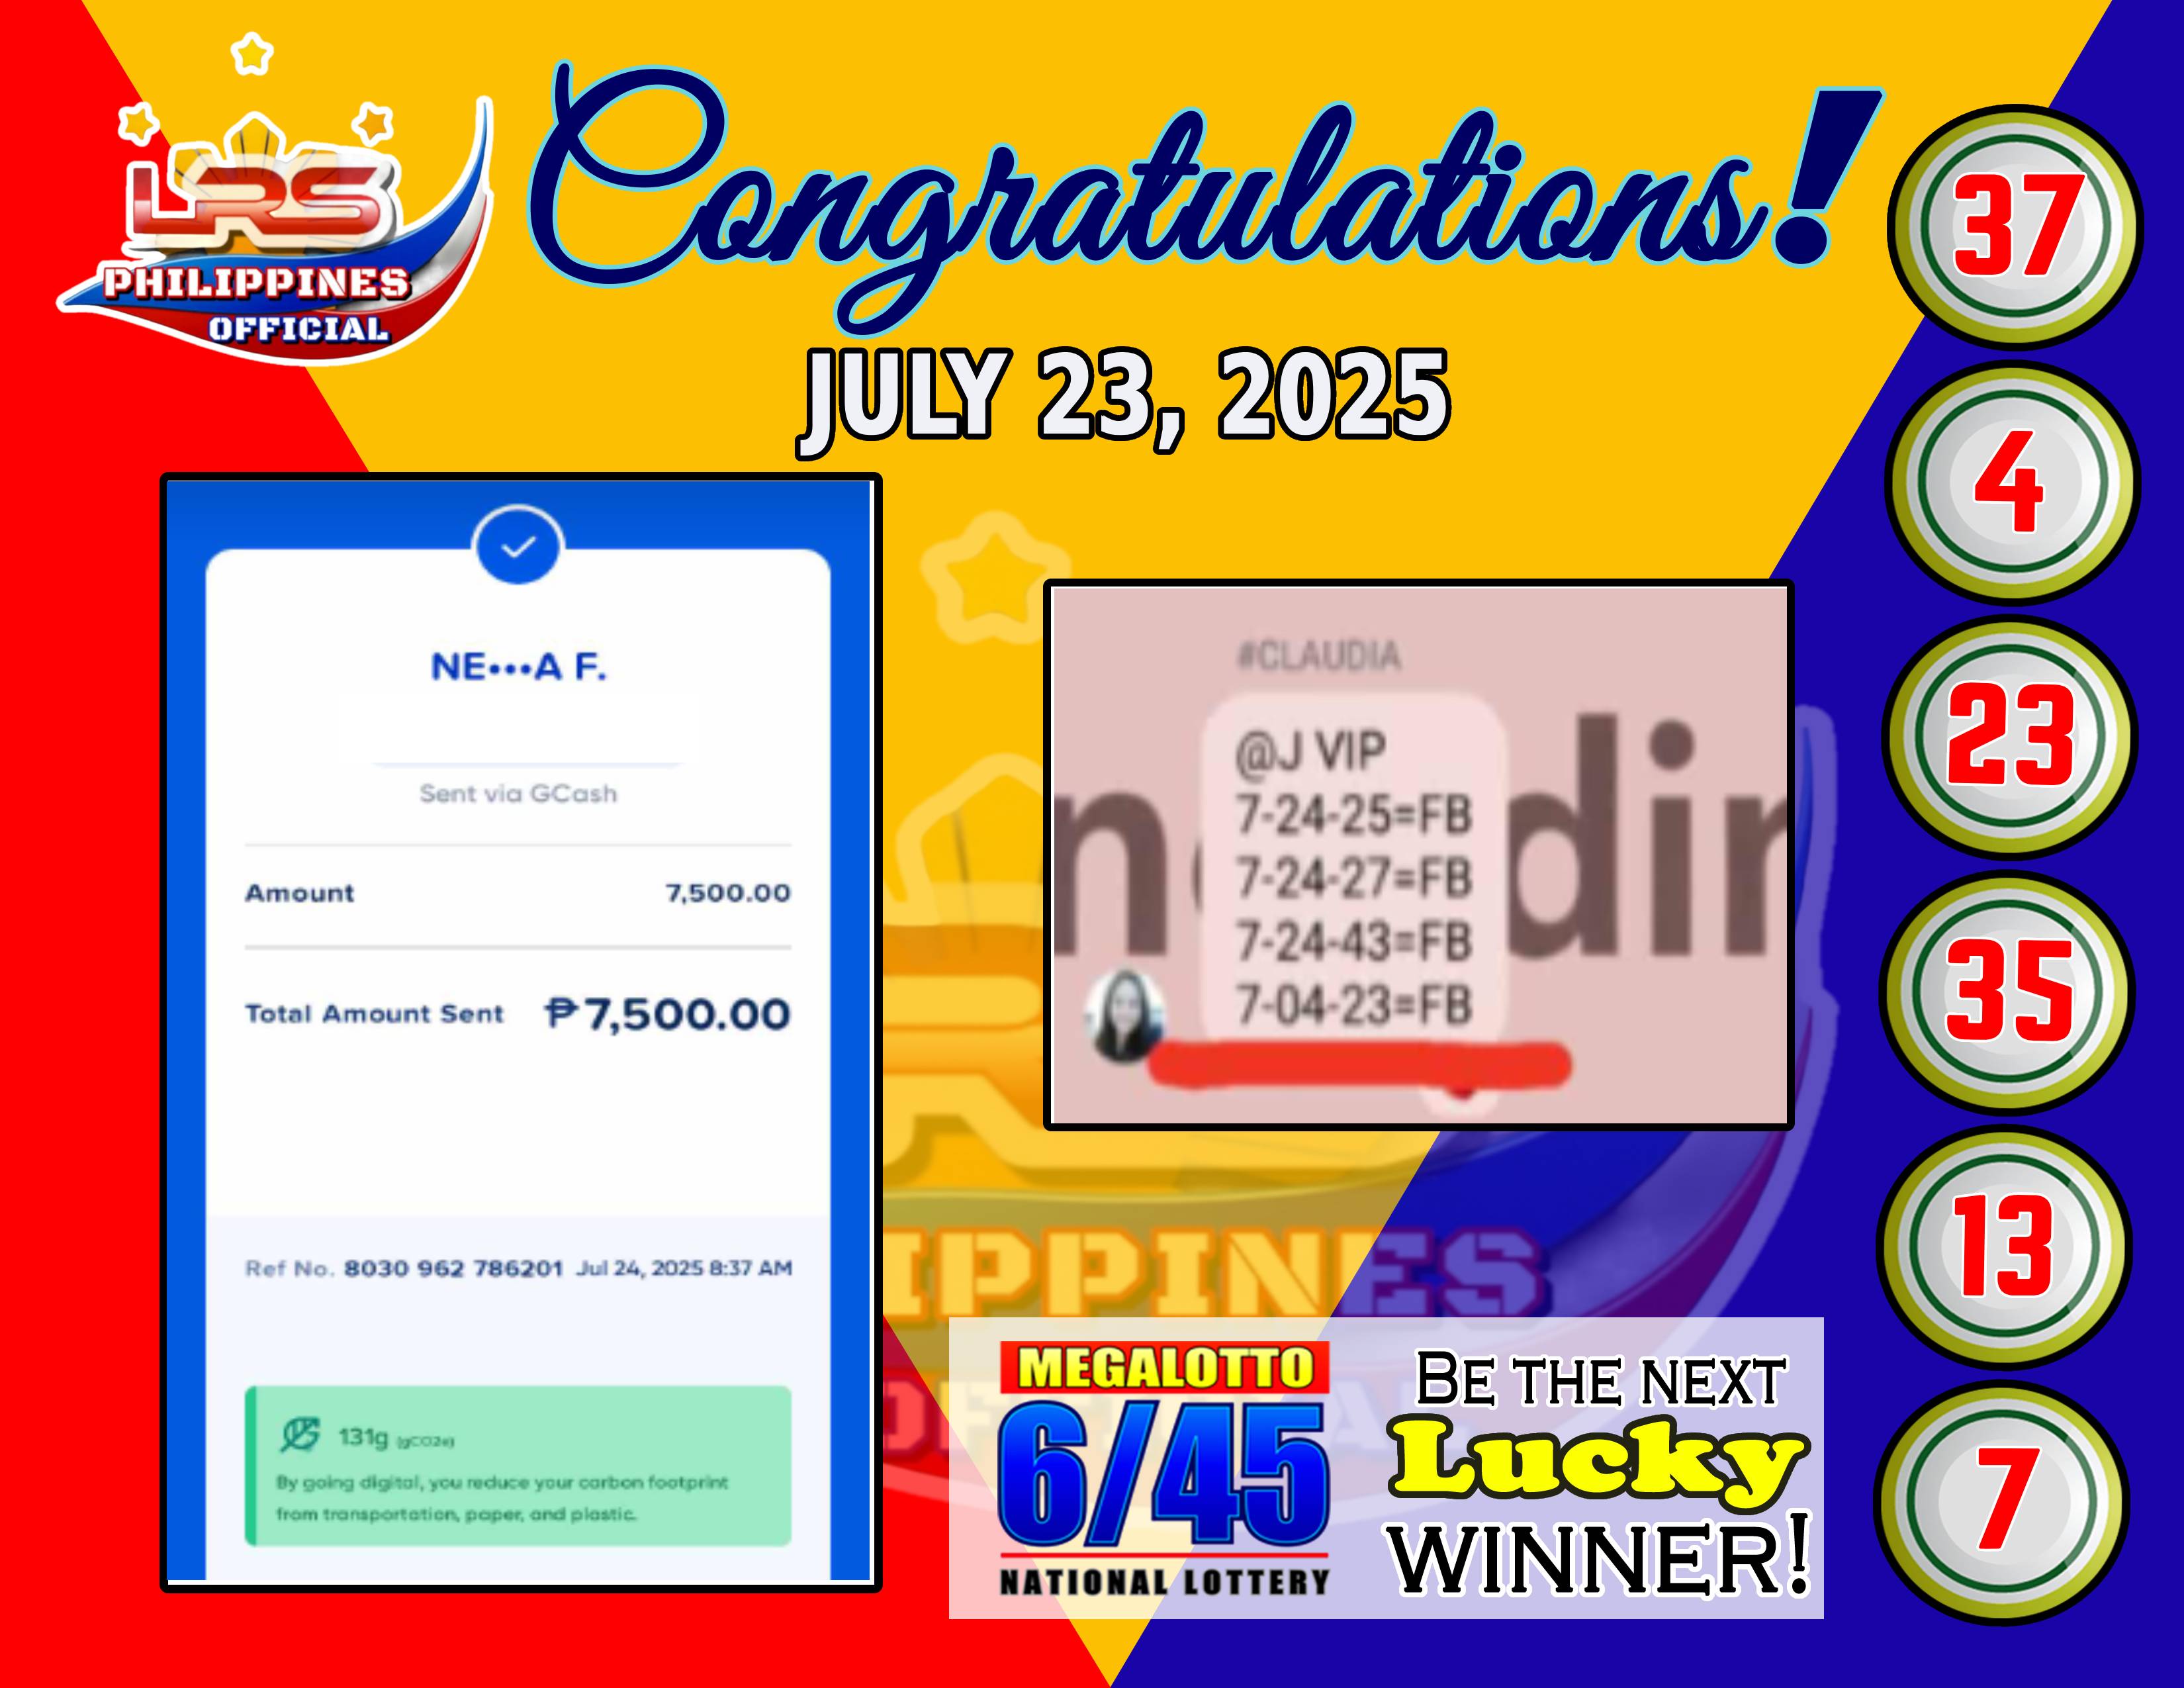 LRS
PHILIPPINES
OFFICIAL
Congratulations!
JULY 23, 2025
NE•••A F.
Sent via GCash
Amount 7,500.00
Total Amount Sent ₱7,500.00
Ref No. 8030 962 786201 Jul 24, 2025 8:37 AM
131g (gCO2e)
By going digital, you reduce your carbon footprint
from transportation, paper, and plastic.
#CLAUDIA
@J VIP
7-24-25=FB
7-24-27=FB
7-24-43=FB
7-04-23=FB
n
dir
IPPINES
MEGALOTTO
6/45
NATIONAL LOTTERY
BE THE NEXT
Lucky
WINNER!
37
4
23
35
13
7